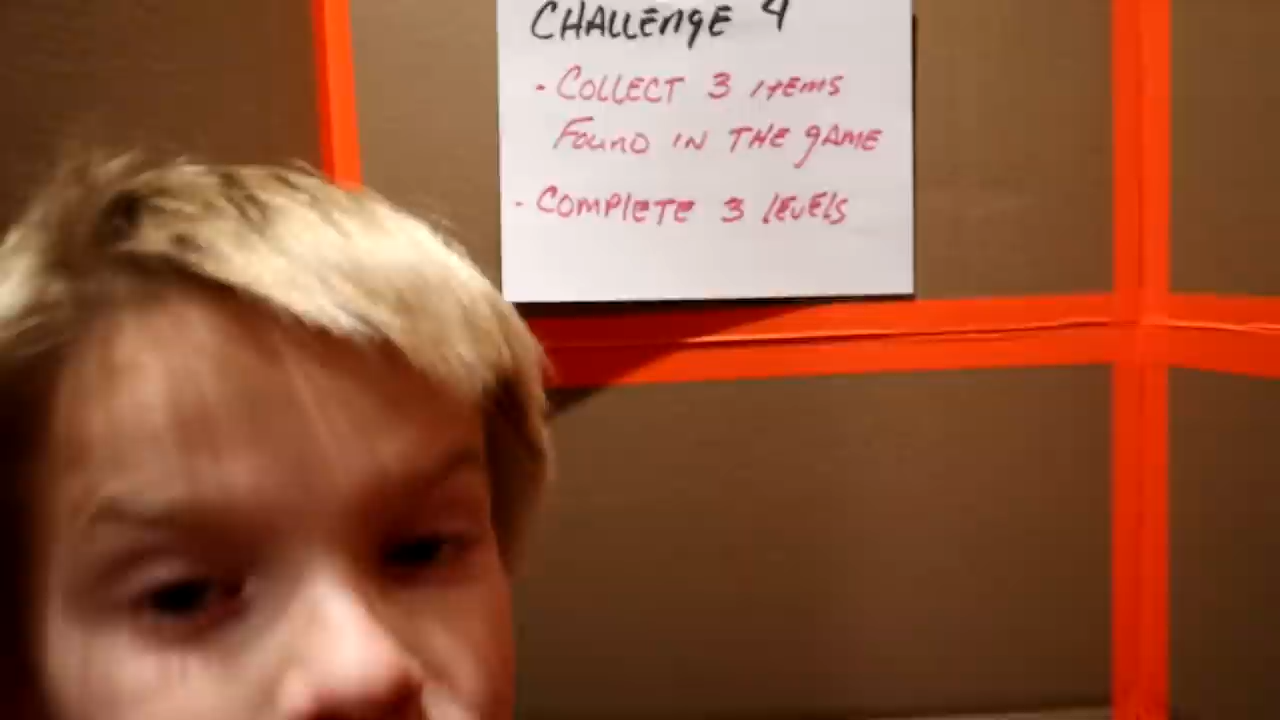 CHALLENGE 4
- COLLECT 3 ITEMS
FOUND IN THE GAME
- COMPLETE 3 LEVELS